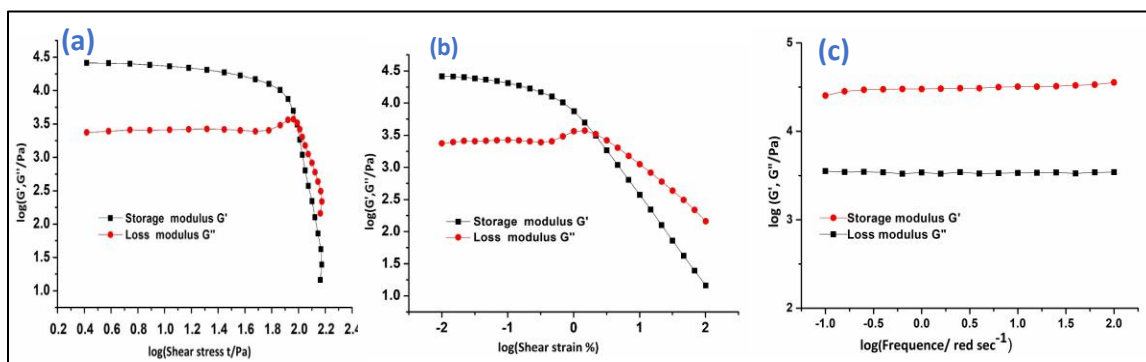 (a)
log(G',G''/Pa)
4.5
4.0
3.5
3.0
2.5
2.0
1.5
1.0
Storage modulus G'
Loss modulus G"
0.2 0.4 0.6 0.8 1.0 1.2 1.4 1.6 1.8 2.0 2.2 2.4
log(Shear stress t/Pa)
(b)
log(G',G''/Pa)
4.5
4.0
3.5
3.0
2.5
2.0
1.5
1.0
Storage modulus G'
Loss modulus G"
-2 -1 0 1 2
log(Shear strain %)
(c)
log (G', G''/Pa)
5
4
3
2
Storage modulus G'
Loss modulus G"
-1.0 -0.5 0.0 0.5 1.0 1.5 2.0
log(Frequence/ red sec-1)